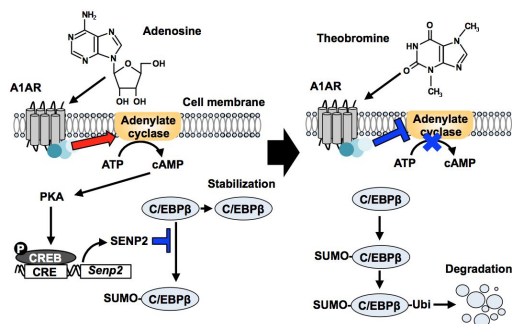 NH₂
N
N
N
N
Adenosine
O
OH
OH OH
A1AR
Cell membrane
Adenylate
cyclase
ATP
cAMP
PKA
Stabilization
C/EBPβ
C/EBPβ
P
CREB
CRE
Senp2
SENP2
SUMO
C/EBPβ
Theobromine
O
CH₃
HN
N
O
N
N
CH₃
A1AR
Adenylate
cyclase
ATP
cAMP
C/EBPβ
SUMO
C/EBPβ
Degradation
SUMO
C/EBPβ
Ubi